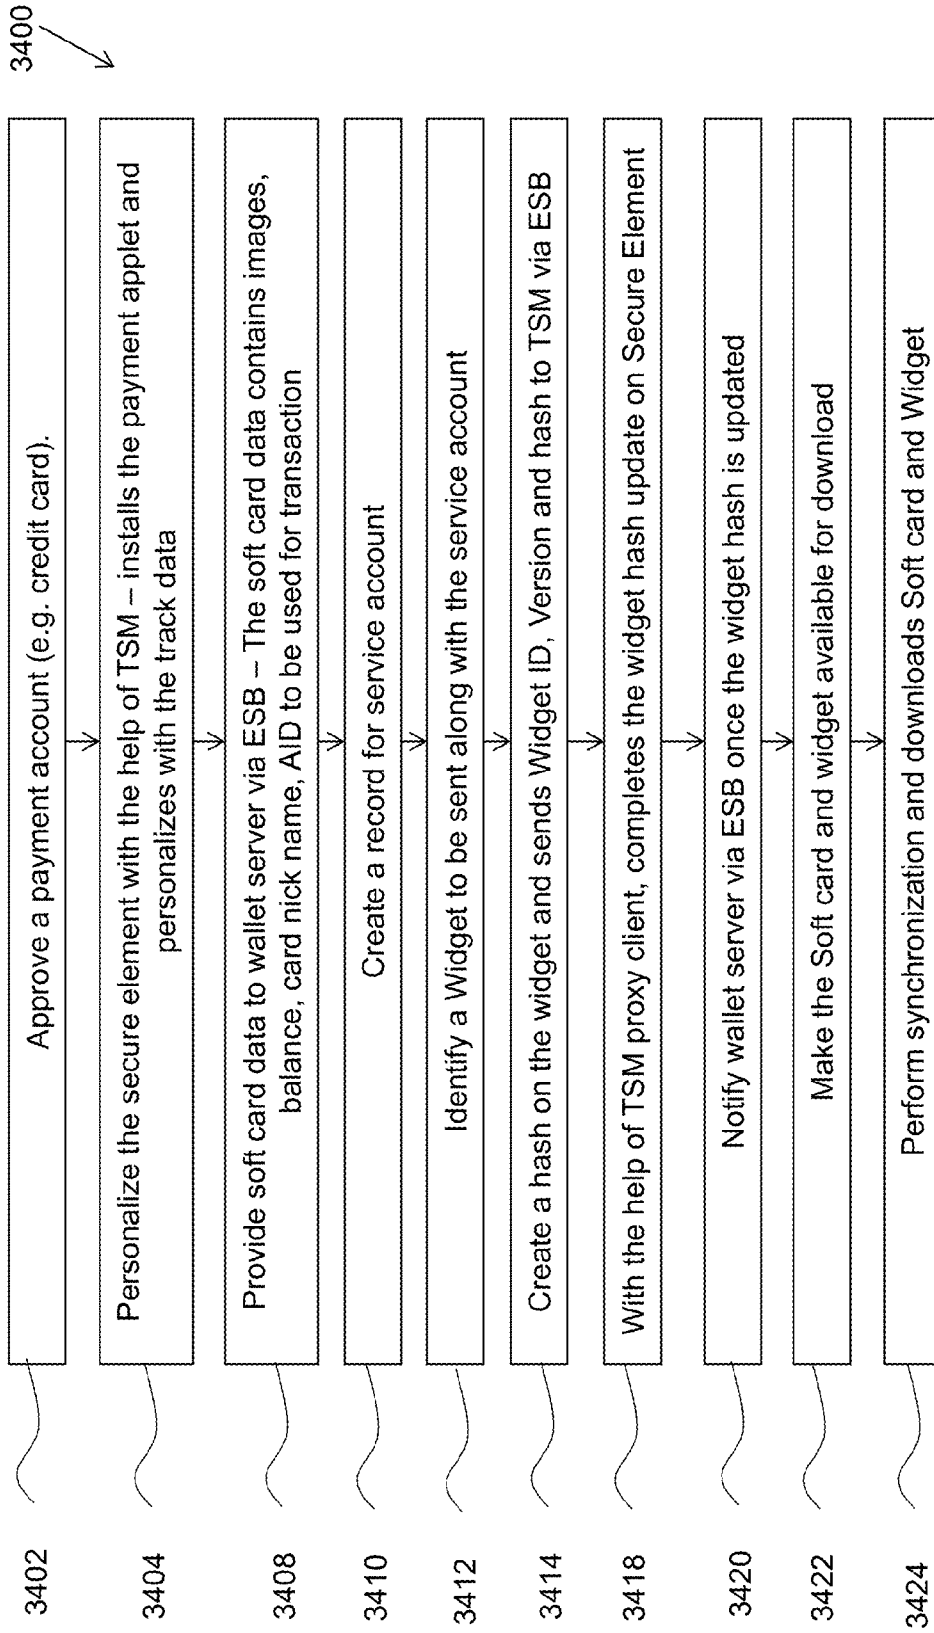 3400
3402
Approve a payment account (e.g. credit card).
3404
Personalize the secure element with the help of TSM – installs the payment applet and
personalizes with the track data
3408
Provide soft card data to wallet server via ESB – The soft card data contains images,
balance, card nick name, AID to be used for transaction
3410
Create a record for service account
3412
Identify a Widget to be sent along with the service account
3414
Create a hash on the widget and sends Widget ID, Version and hash to TSM via ESB
3418
With the help of TSM proxy client, completes the widget hash update on Secure Element
3420
Notify wallet server via ESB once the widget hash is updated
3422
Make the Soft card and widget available for download
3424
Perform synchronization and downloads Soft card and Widget